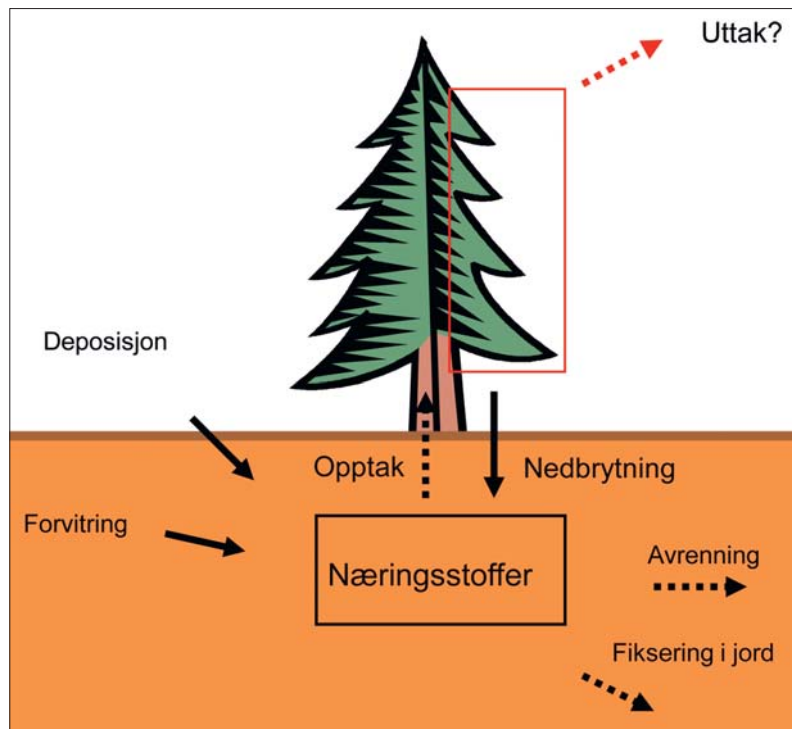 Uttak?
Deposisjon
Opptak
Nedbrytning
Forvitring
Næringsstoffer
Avrenning
Fiksering i jord